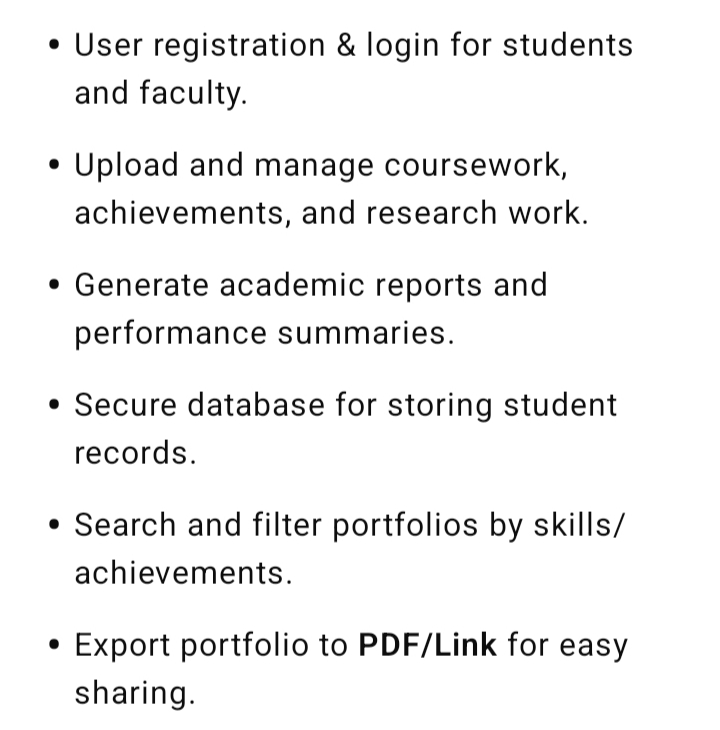 • User registration & login for students
and faculty.
• Upload and manage coursework,
achievements, and research work.
• Generate academic reports and
performance summaries.
• Secure database for storing student
records.
• Search and filter portfolios by skills/
achievements.
• Export portfolio to PDF/Link for easy
sharing.